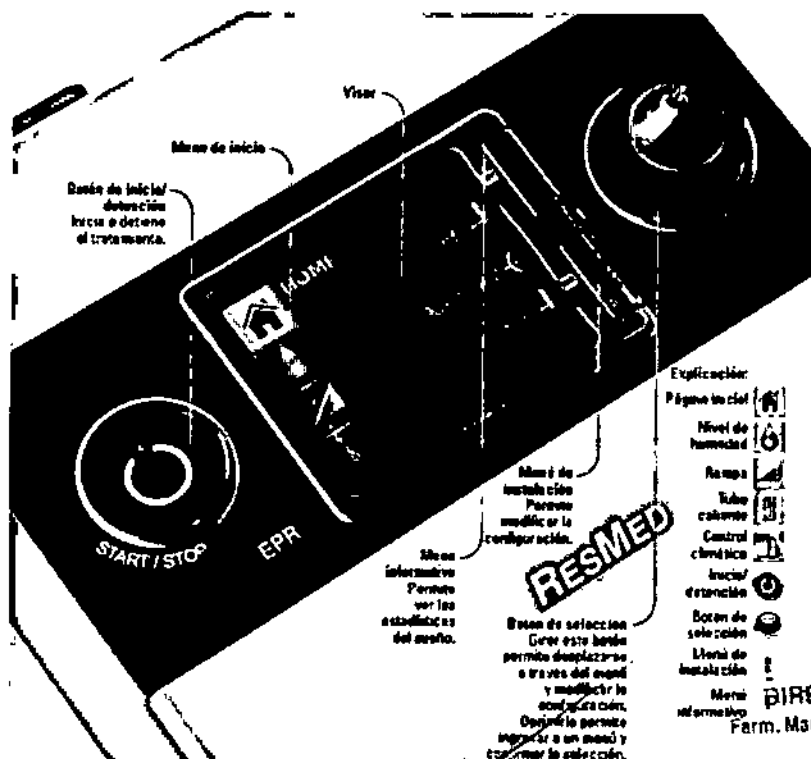 Visor
Menú de inicio
Botón de inicio/
detención
Inicia o detiene
el tratamiento.
HOME
START / STOP
EPR
Menú
informativo
Permite
ver las
estadísticas
del sueño.
Menú de
instalación
Permite
modificar la
configuración.
RESMED
Botón de selección
Girar este botón
permite desplazarse
a través del menú
y modificar la
configuración.
Oprimirlo permite
ingresar a un menú y
confirmar la selección.
Explicación:
Página inicial
Nivel de
humedad
Rampa
Tubo
caliente
Control
climático
Inicio/
detención
Botón de
selección
Menú de
instalación
Menú
informativo
Farm.